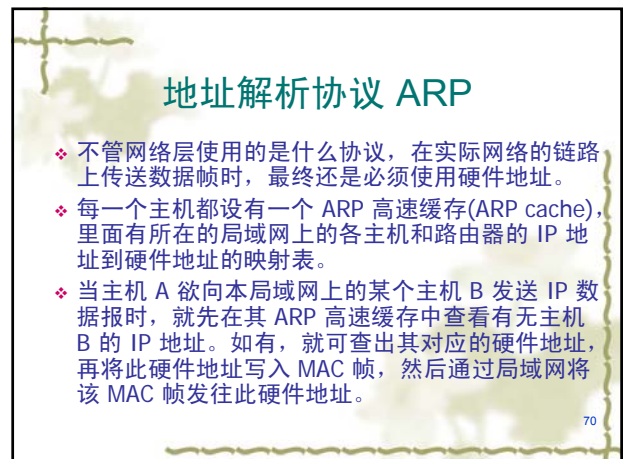 地址解析协议 ARP
不管网络层使用的是什么协议，在实际网络的链路
上传送数据帧时，最终还是必须使用硬件地址。
每一个主机都设有一个 ARP 高速缓存(ARP cache)，
里面有所在的局域网上的各主机和路由器的 IP 地
址到硬件地址的映射表。
当主机 A 欲向本局域网上的某个主机 B 发送 IP 数
据报时，就先在其 ARP 高速缓存中查看有无主机
B 的 IP 地址。如有，就可查出其对应的硬件地址，
再将此硬件地址写入 MAC 帧，然后通过局域网将
该 MAC 帧发往此硬件地址。
70